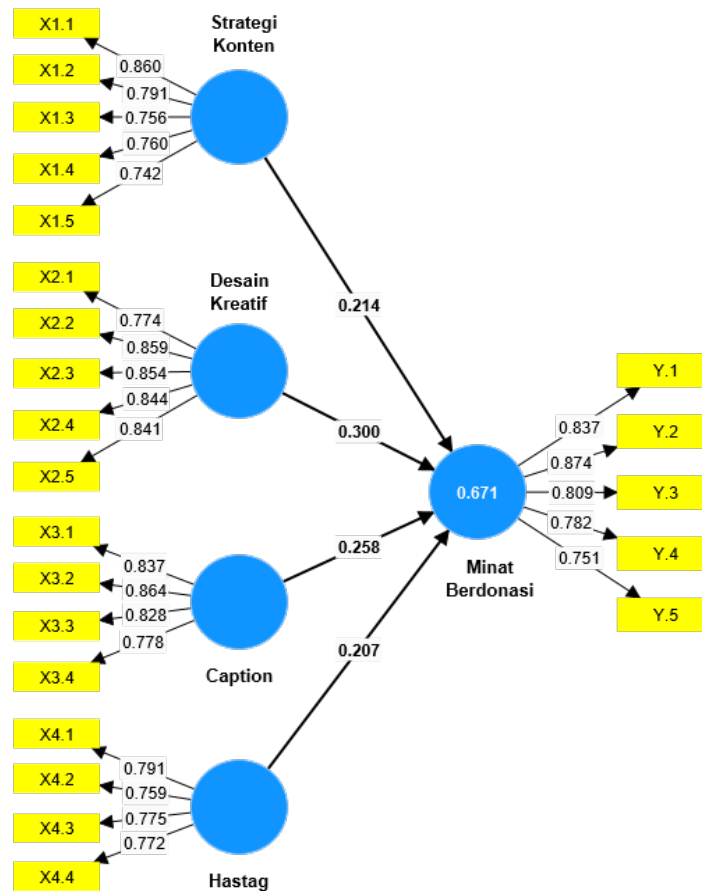 Strategi
Konten
X1.1
X1.2
X1.3
X1.4
X1.5
0.860
0.791
0.756
0.760
0.742
Desain
Kreatif
X2.1
X2.2
X2.3
X2.4
X2.5
0.774
0.859
0.854
0.844
0.841
X3.1
X3.2
X3.3
X3.4
0.837
0.864
0.828
0.778
Caption
X4.1
X4.2
X4.3
X4.4
0.791
0.759
0.775
0.772
Hastag
0.214
0.300
0.258
0.207
0.671
Minat
Berdonasi
0.837
0.874
0.809
0.782
0.751
Y.1
Y.2
Y.3
Y.4
Y.5